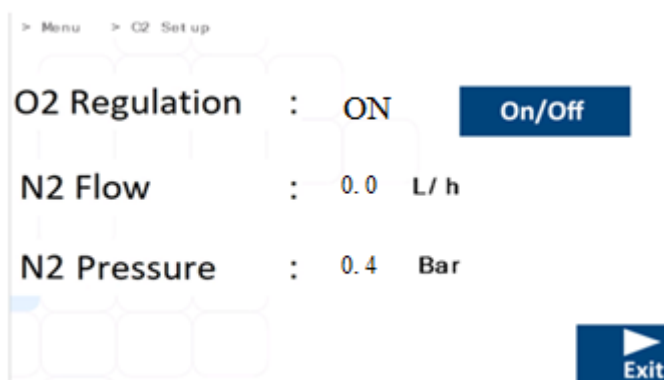 > Menu > O2 Set up
O2 Regulation : ON On/Off
N2 Flow : 0.0 L/h
N2 Pressure : 0.4 Bar
Exit